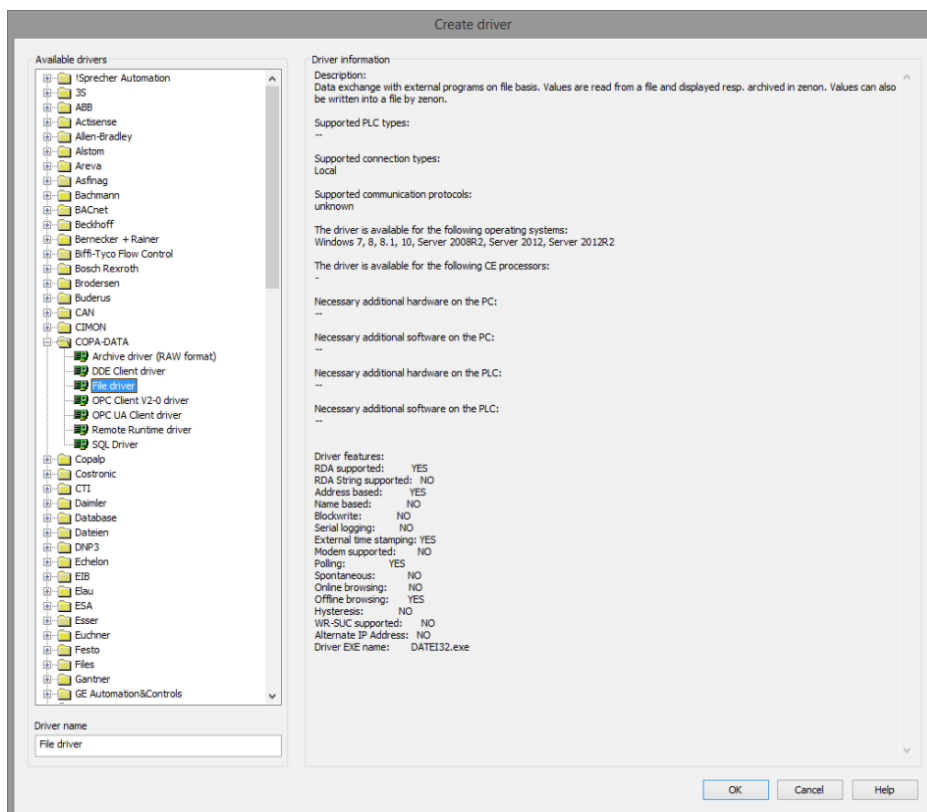 Create driver
Available drivers
!Sprecher Automation
3S
ABB
Actisense
Allen-Bradley
Alstom
Areva
Asfinag
Bachmann
BACnet
Beckhoff
Bernecker + Rainer
Biffi-Tyco Flow Control
Bosch Rexroth
Brodersen
Buderus
CAN
CIMON
COPA-DATA
Archive driver (RAW format)
DDE Client driver
File driver
OPC Client V2-0 driver
OPC UA Client driver
Remote Runtime driver
SQL Driver
Copalp
Costronic
CTI
Daimler
Database
Dateien
DNP3
Echelon
EIB
Elau
ESA
Esser
Euchner
Festo
Files
Gantner
GE Automation&Controls
Driver name
File driver
Driver information
Description:
Data exchange with external programs on file basis. Values are read from a file and displayed resp. archived in zenon. Values can also
be written into a file by zenon.
Supported PLC types:
--
Supported connection types:
Local
Supported communication protocols:
unknown
The driver is available for the following operating systems:
Windows 7, 8, 8.1, 10, Server 2008R2, Server 2012, Server 2012R2
The driver is available for the following CE processors:
-
Necessary additional hardware on the PC:
--
Necessary additional software on the PC:
--
Necessary additional hardware on the PLC:
--
Necessary additional software on the PLC:
--
Driver features:
RDA supported: YES
RDA String supported: NO
Address based: YES
Name based: NO
Blockwrite: NO
Serial logging: NO
External time stamping: YES
Modem supported: NO
Polling: YES
Spontaneous: NO
Online browsing: NO
Offline browsing: YES
Hysteresis: NO
WR-SUC supported: NO
Alternate IP Address: NO
Driver EXE name: DATEI32.exe
OK
Cancel
Help